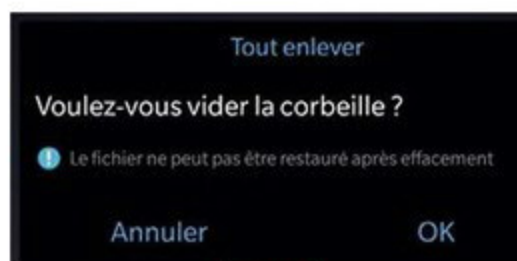 Tout enlever
Voulez-vous vider la corbeille ?
Le fichier ne peut pas être restauré après effacement
Annuler OK